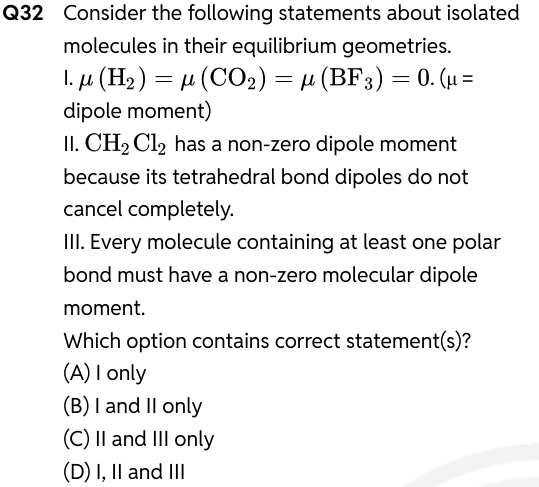 Q32 Consider the following statements about isolated
molecules in their equilibrium geometries.
I. μ (H₂) = μ (CO₂) = μ (BF₃) = 0. (μ =
dipole moment)
II. CH₂ Cl₂ has a non-zero dipole moment
because its tetrahedral bond dipoles do not
cancel completely.
III. Every molecule containing at least one polar
bond must have a non-zero molecular dipole
moment.
Which option contains correct statement(s)?
(A) I only
(B) I and II only
(C) II and III only
(D) I, II and III